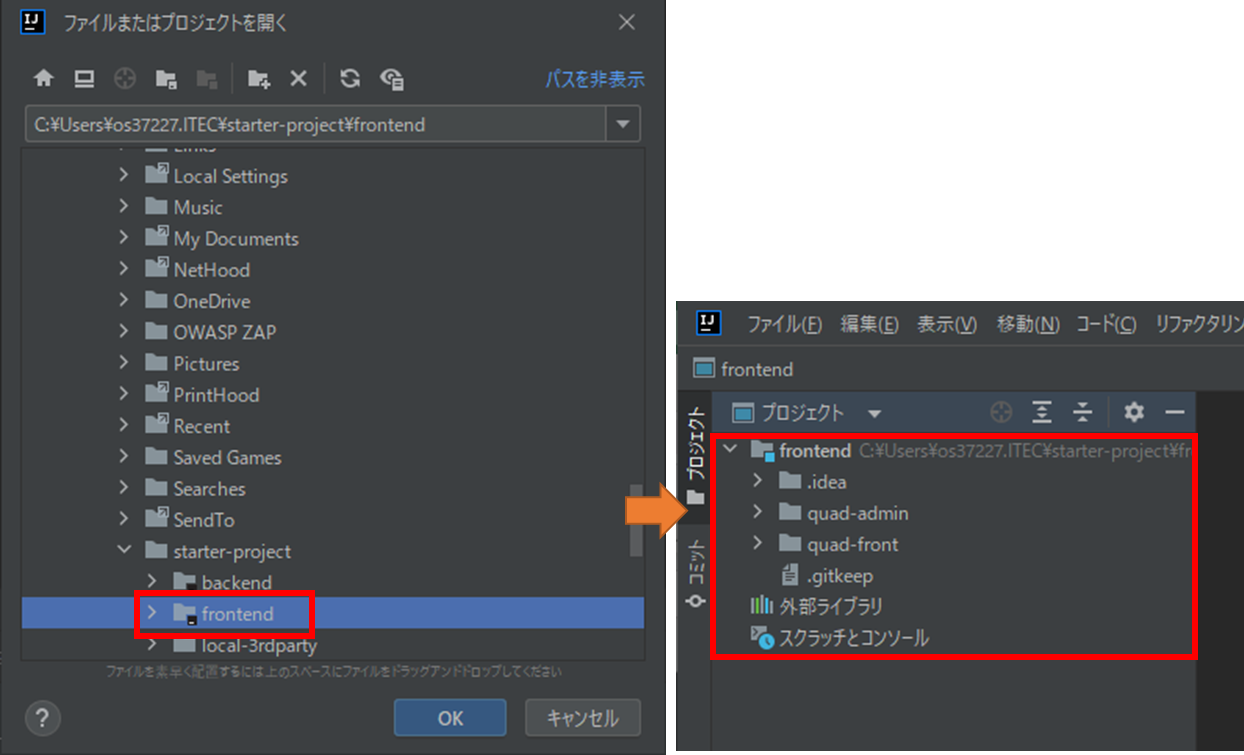 IJ
ファイルまたはプロジェクトを開く
パスを非表示
C:¥Users¥os37227.ITEC¥starter-project¥frontend
Links
Local Settings
Music
My Documents
NetHood
OneDrive
OWASP ZAP
Pictures
PrintHood
Recent
Saved Games
Searches
SendTo
starter-project
backend
frontend
local-3rdparty
ファイルを素早く配置するには上のスペースにファイルをドラッグアンドドロップしてください
?
OK
キャンセル
IJ
ファイル(F) 編集(E) 表示(V) 移動(N) コード(C) リファクタリン
frontend
プロジェクト
プロジェクト
コミット
frontend C:¥Users¥os37227.ITEC¥starter-project¥fr
.idea
quad-admin
quad-front
.gitkeep
外部ライブラリ
スクラッチとコンソール